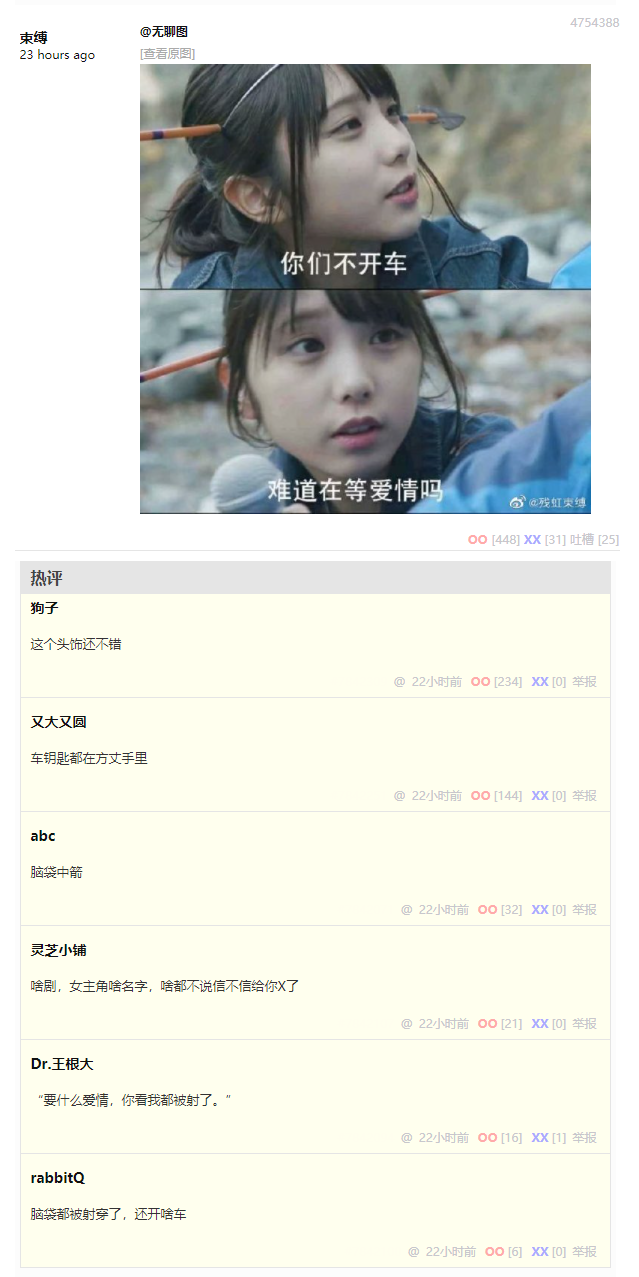 4754388
束缚
23 hours ago
@无聊图
[查看原图]
你们不开车
难道在等爱情吗
@残虹束缚
OO [448] XX [31] 吐槽 [25]
热评
狗子
这个头饰还不错
@ 22小时前 OO [234] XX [0] 举报
又大又圆
车钥匙都在方丈手里
@ 22小时前 OO [144] XX [0] 举报
abc
脑袋中箭
@ 22小时前 OO [32] XX [0] 举报
灵芝小铺
啥剧，女主角啥名字，啥都不说信不信给你X了
@ 22小时前 OO [21] XX [0] 举报
Dr.王根大
“要什么爱情，你看我都被射了。”
@ 22小时前 OO [16] XX [1] 举报
rabbitQ
脑袋都被射穿了，还开啥车
@ 22小时前 OO [6] XX [0] 举报